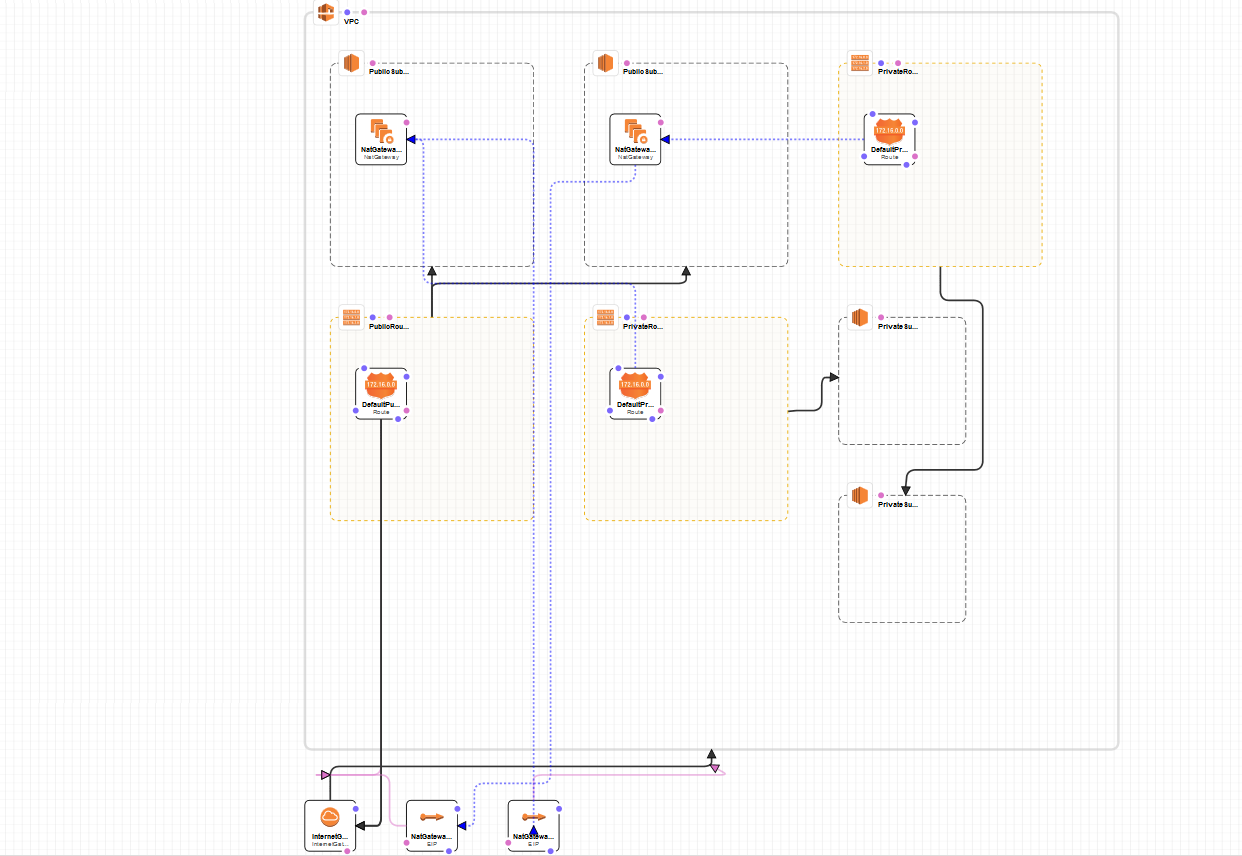 VPC
PublicSub...
PublicSub...
PrivateRo...
NatGatewa...
NatGateway
NatGatewa...
NatGateway
172.16.0.0
DefaultPr...
Route
PublicRou...
PrivateRo...
PrivateSu...
172.16.0.0
DefaultPu...
Route
172.16.0.0
DefaultPr...
Route
PrivateSu...
InternetG...
InternetGat...
NatGatewa...
EIP
NatGatewa...
EIP